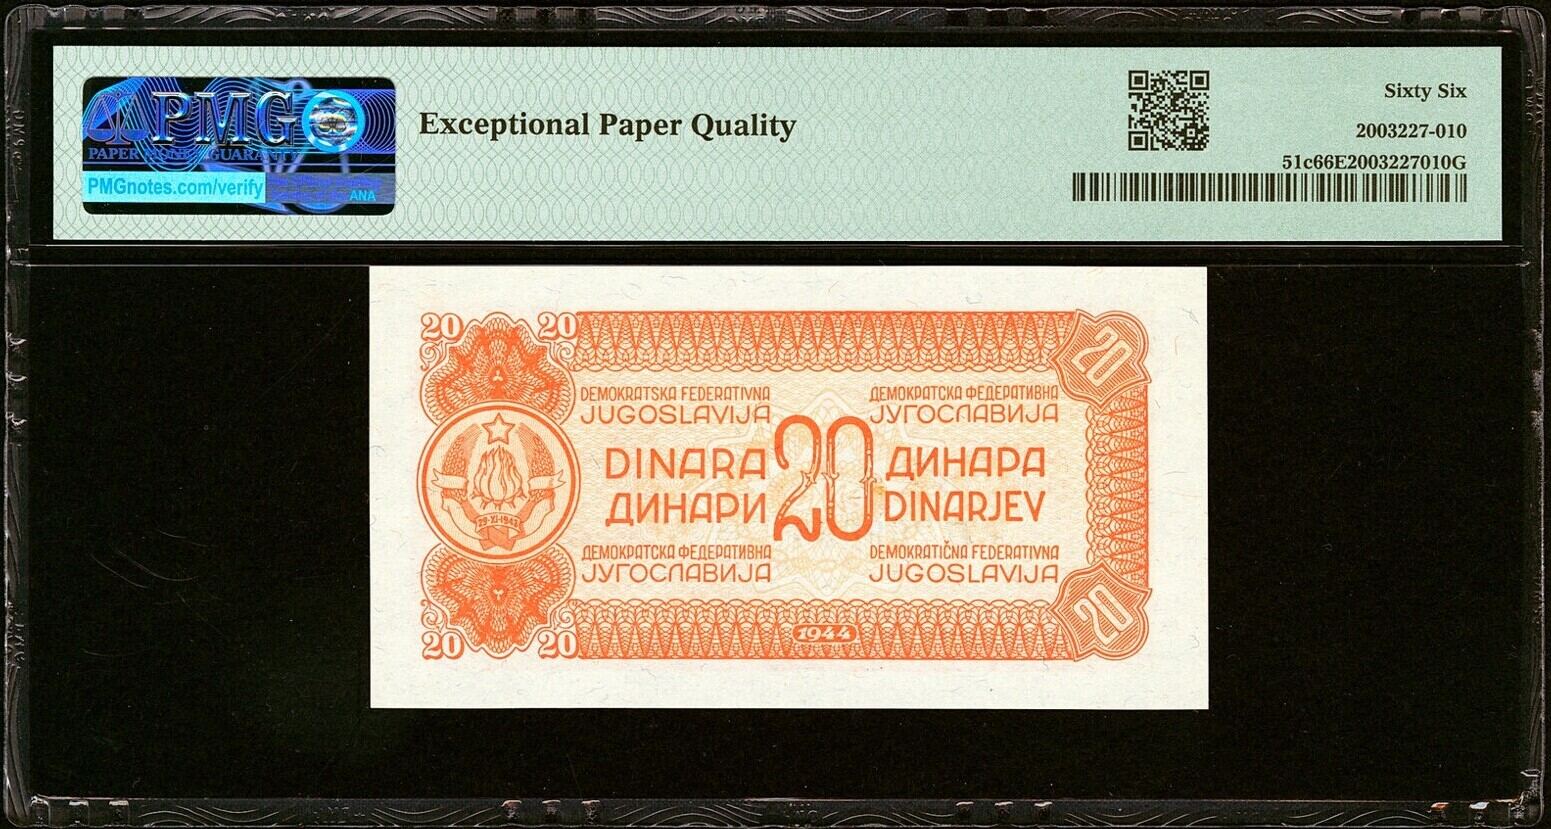 PMG
PAPER MONEY GUARANTY
PMGnotes.com/verify
ANA
Exceptional Paper Quality
Sixty Six
2003227-010
51c66E2003227010G
20 20 20
DEMOKRATSKA FEDERATIVNA
JUGOSLAVIJA
ДЕМОКРАТСКА ФЕДЕРАТИВНА
ЈУГОСЛАВИЈА
DINARA 20 ДИНАРА
ДИНАРИ DINARJEV
29·XI·1943
ДЕМОКРАТСКА ФЕДЕРАТИВНА
ЈУГОСЛАВИЈА
DEMOKRATIČNA FEDERATIVNA
JUGOSLAVIJA
20 20 1944 20